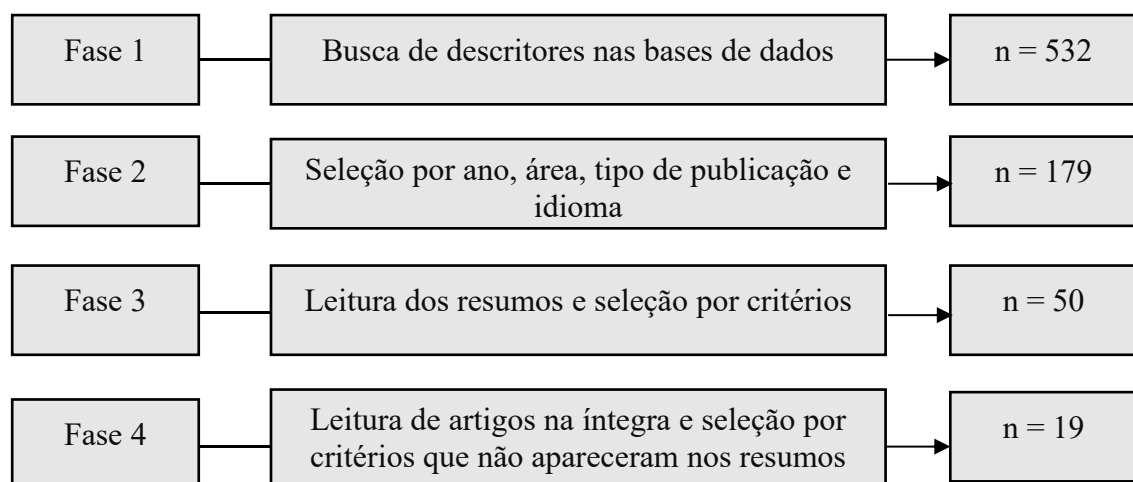 Fase 1
Busca de descritores nas bases de dados
n = 532
Fase 2
Seleção por ano, área, tipo de publicação e
idioma
n = 179
Fase 3
Leitura dos resumos e seleção por critérios
n = 50
Fase 4
Leitura de artigos na íntegra e seleção por
critérios que não apareceram nos resumos
n = 19